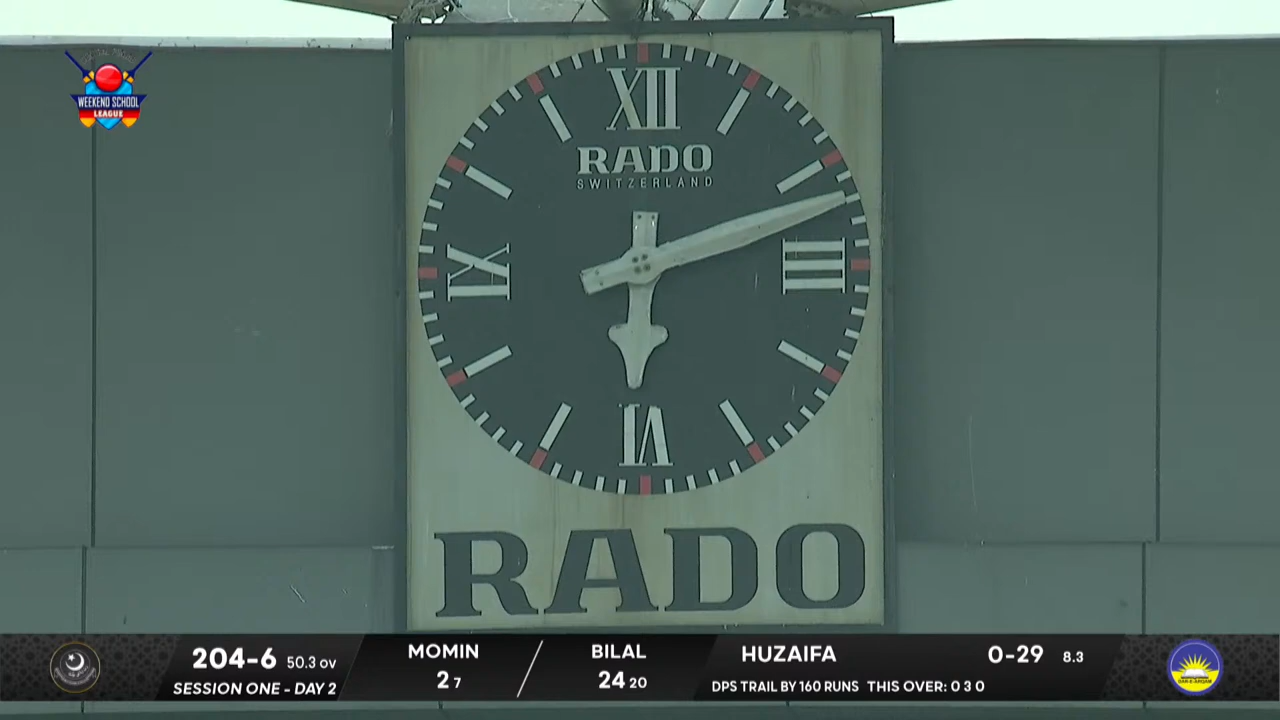 WEEKEND SCHOOL
LEAGUE
XII
RADO
SWITZERLAND
IX
III
VI
RADO
204-6 50.3 ov
SESSION ONE - DAY 2
MOMIN
2 7
BILAL
24 20
HUZAIFA 0-29 8.3
DPS TRAIL BY 160 RUNS THIS OVER: 0 3 0
DAR-E-ARQAM